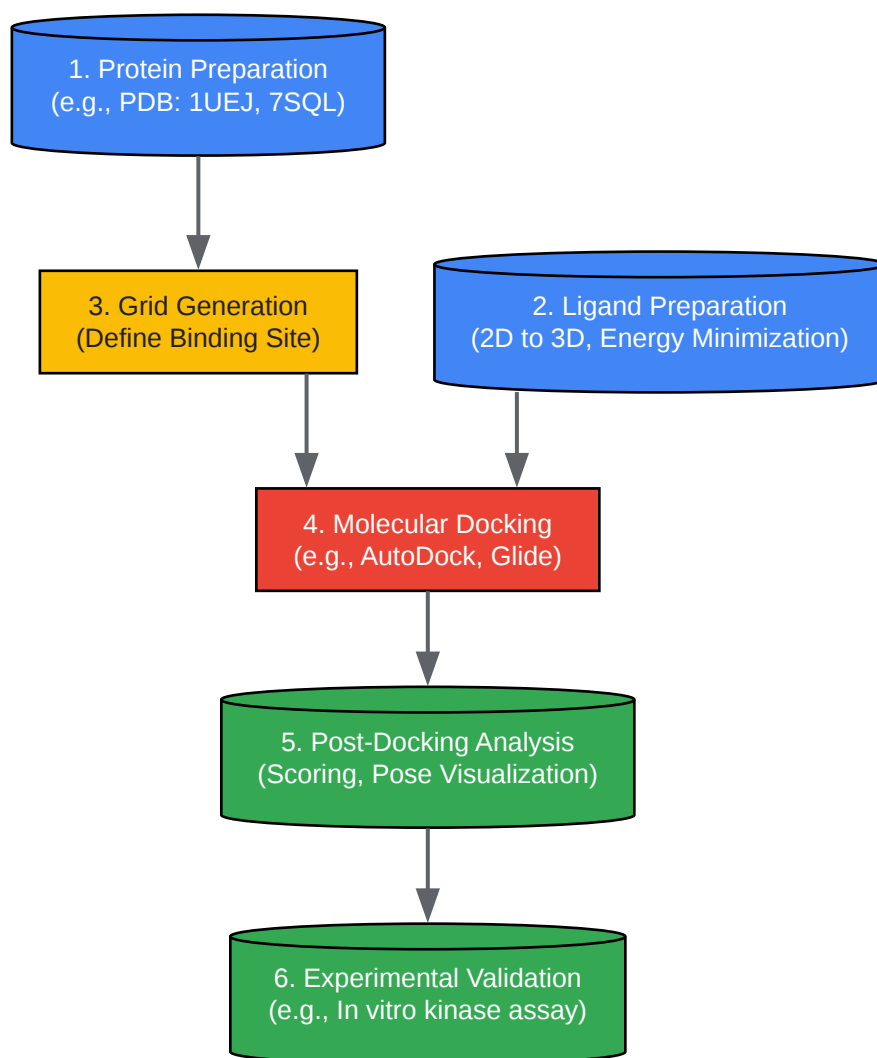 1. Protein Preparation
(e.g., PDB: 1UEJ, 7SQL)
3. Grid Generation
(Define Binding Site)
2. Ligand Preparation
(2D to 3D, Energy Minimization)
4. Molecular Docking
(e.g., AutoDock, Glide)
5. Post-Docking Analysis
(Scoring, Pose Visualization)
6. Experimental Validation
(e.g., In vitro kinase assay)